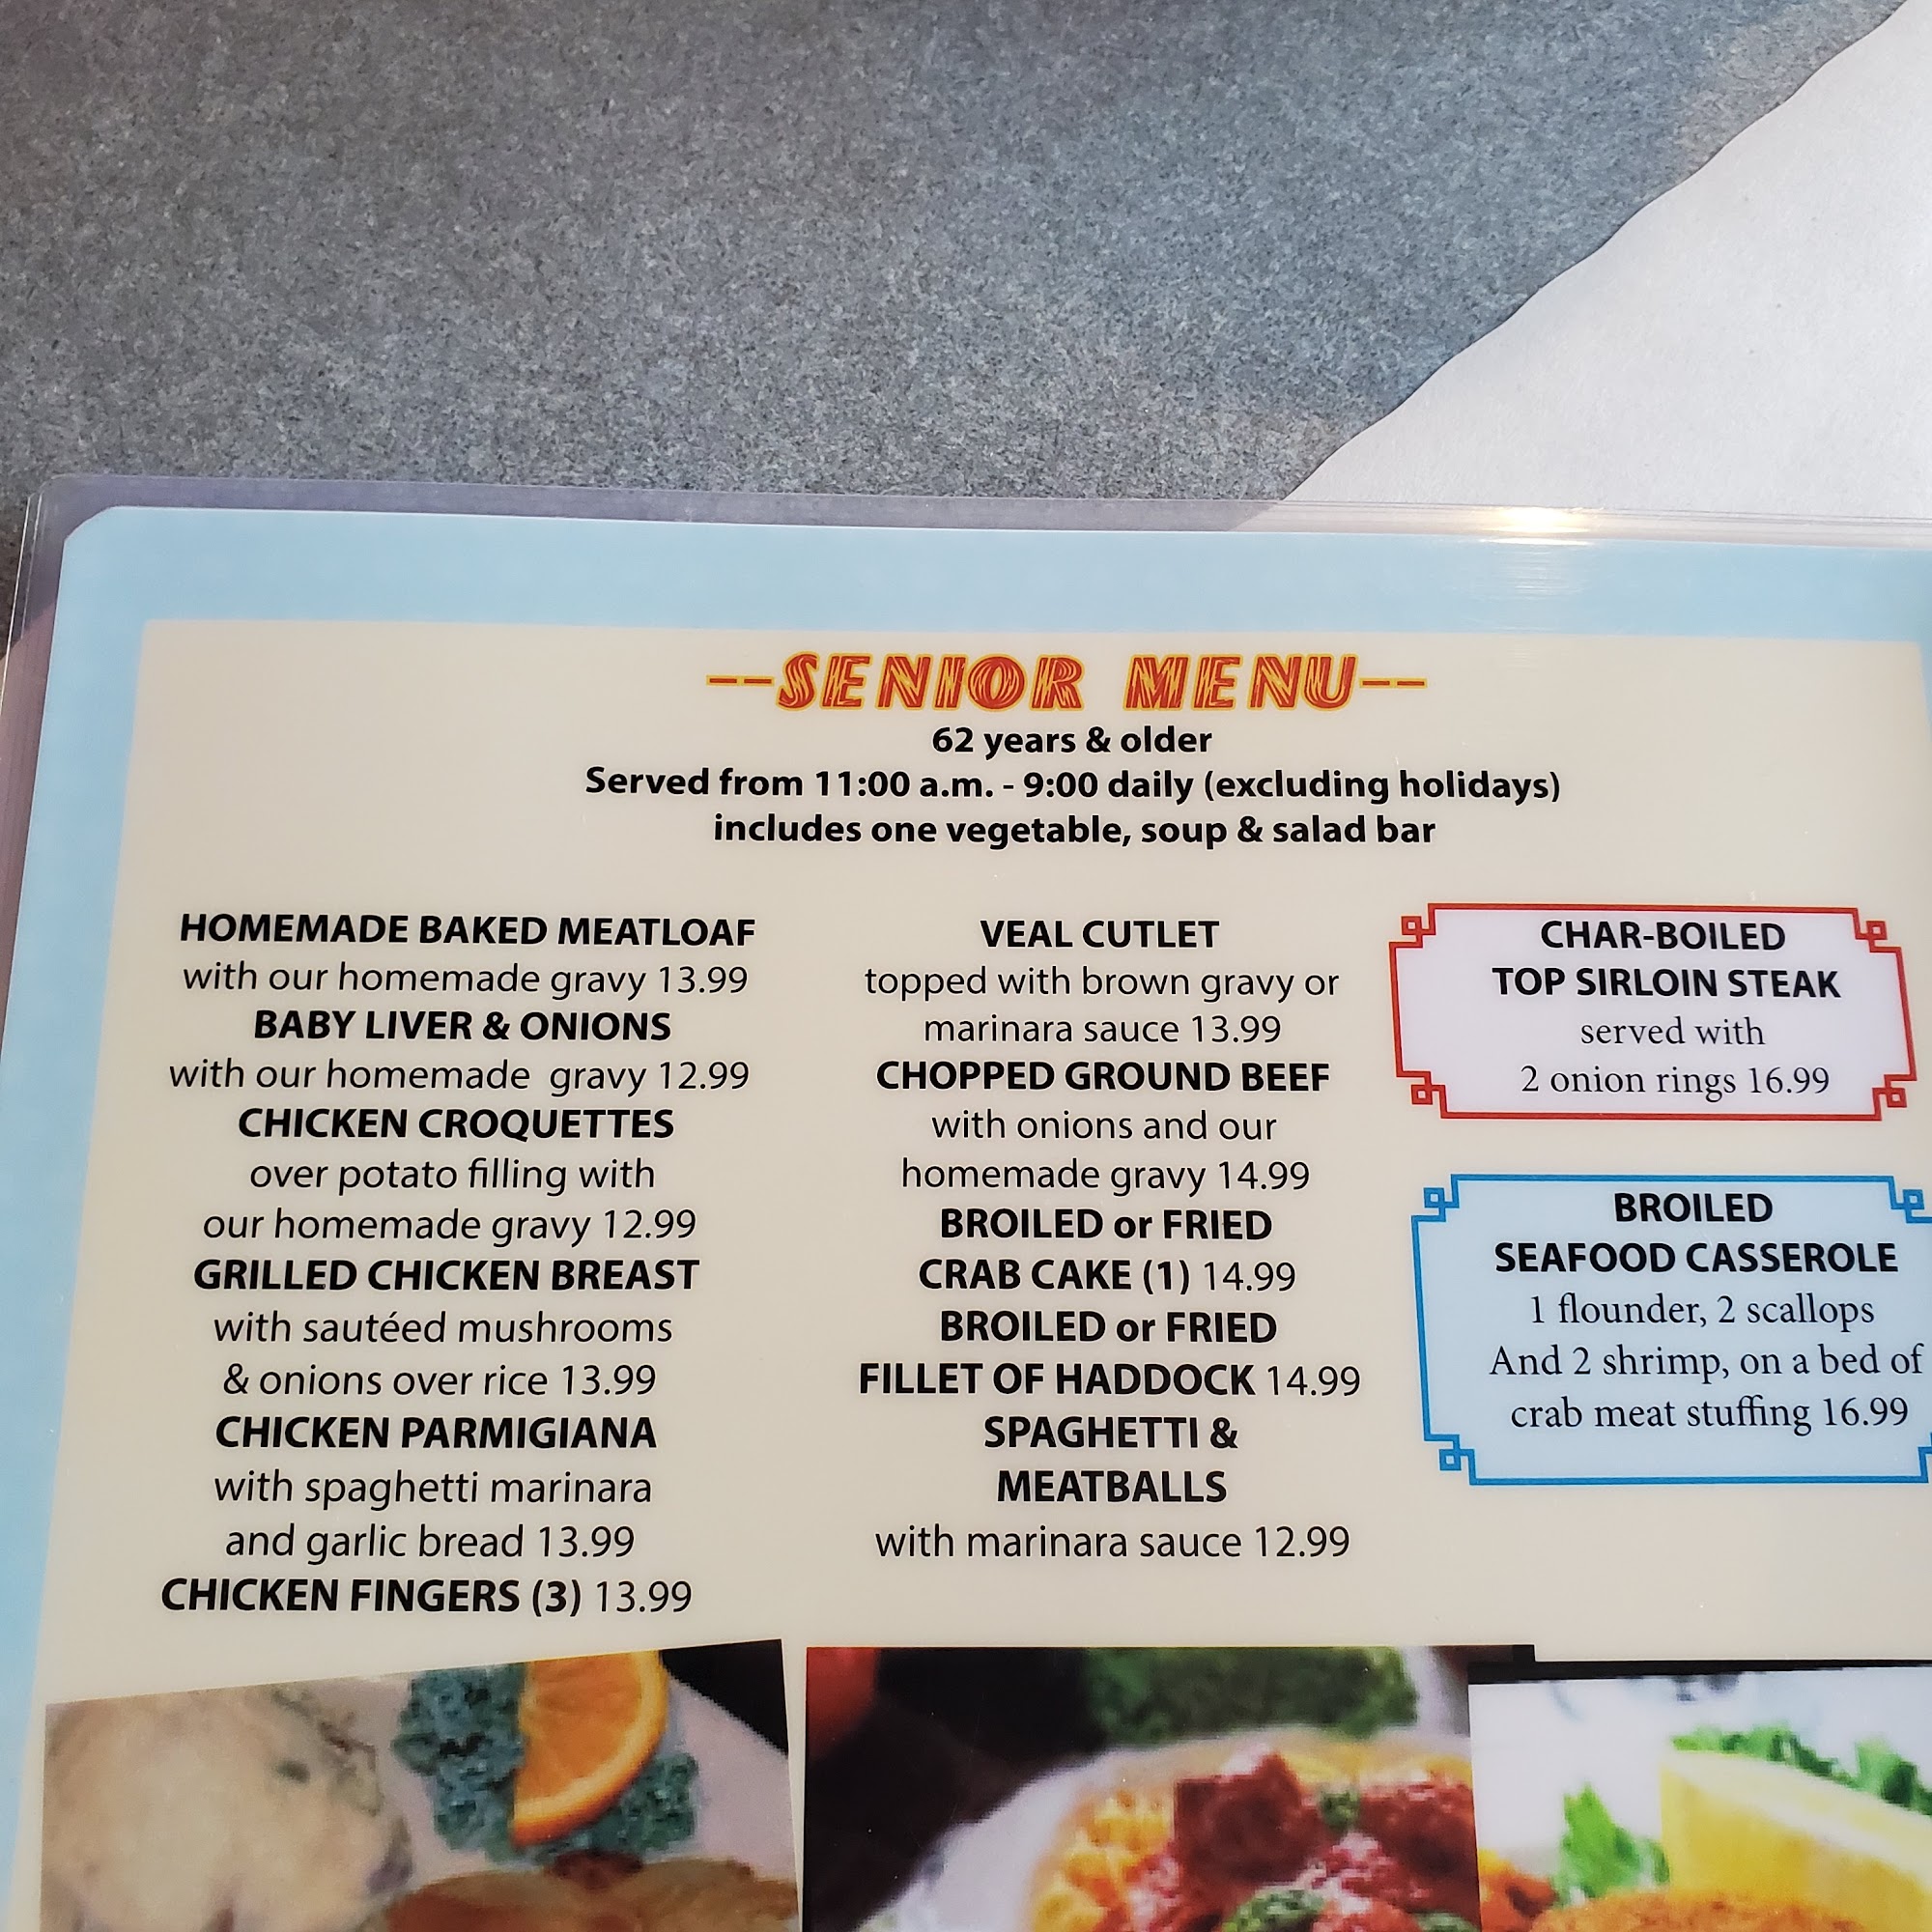 --SENIOR MENU--
62 years & older
Served from 11:00 a.m. - 9:00 daily (excluding holidays)
includes one vegetable, soup & salad bar
HOMEMADE BAKED MEATLOAF
with our homemade gravy 13.99
BABY LIVER & ONIONS
with our homemade gravy 12.99
CHICKEN CROQUETTES
over potato filling with
our homemade gravy 12.99
GRILLED CHICKEN BREAST
with sautéed mushrooms
& onions over rice 13.99
CHICKEN PARMIGIANA
with spaghetti marinara
and garlic bread 13.99
CHICKEN FINGERS (3) 13.99
VEAL CUTLET
topped with brown gravy or
marinara sauce 13.99
CHOPPED GROUND BEEF
with onions and our
homemade gravy 14.99
BROILED or FRIED
CRAB CAKE (1) 14.99
BROILED or FRIED
FILLET OF HADDOCK 14.99
SPAGHETTI &
MEATBALLS
with marinara sauce 12.99
CHAR-BOILED
TOP SIRLOIN STEAK
served with
2 onion rings 16.99
BROILED
SEAFOOD CASSEROLE
1 flounder, 2 scallops
And 2 shrimp, on a bed of
crab meat stuffing 16.99